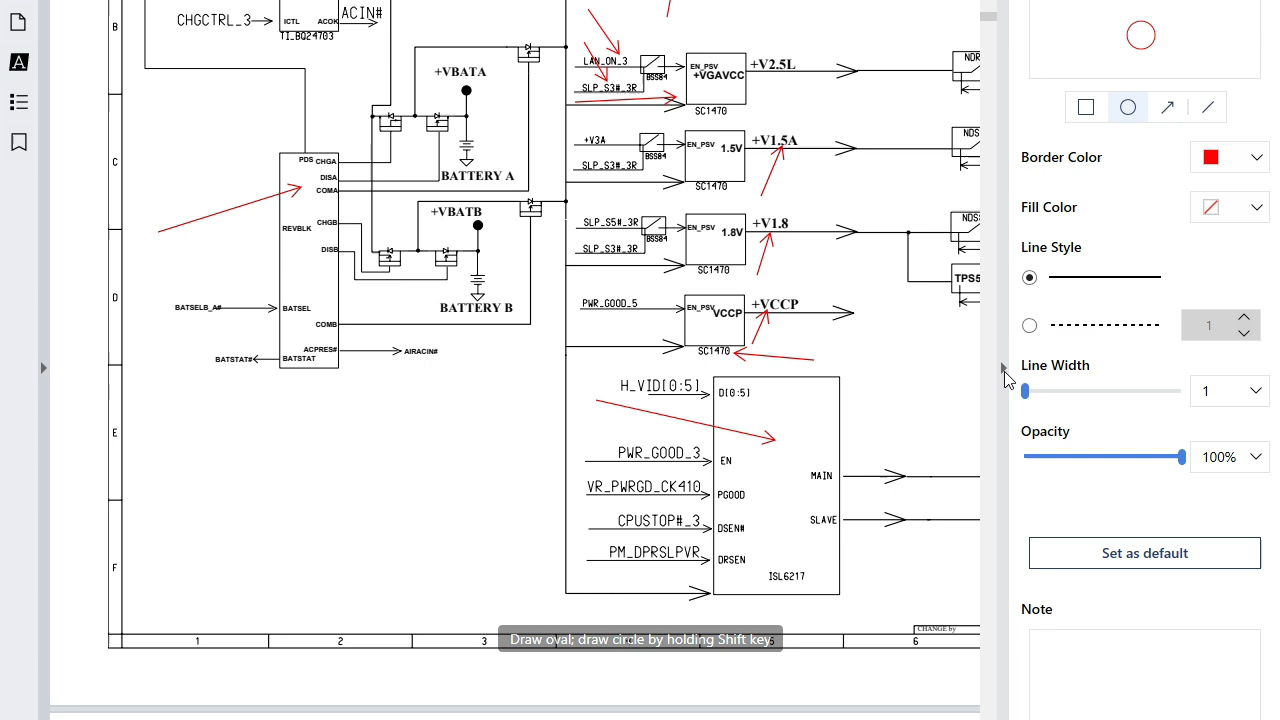 B
CHGCTRL_3
ICTL
ACOK
ACIN#
TI_BQ24703
+VBATA
BATTERY A
PDS
CHGA
DISA
COMA
C
+VBATB
CHGB
REVBLK
DISB
BATTERY B
D
BATSELB_A#
BATSEL
COMB
ACPRES#
AIRACIN#
BATSTAT#
BATSTAT
LAN_ON_3
SLP_S3#_3R
BSS84
EN_PSV
+VGAVCC
+V2.5L
SC1470
NDR
+V3A
SLP_S3#_3R
BSS84
EN_PSV
1.5V
+V1.5A
SC1470
NDS
SLP_S5#_3R
SLP_S3#_3R
BSS84
EN_PSV
1.8V
+V1.8
SC1470
NDS
TPS5
PWR_GOOD_5
EN_PSV
VCCP
+VCCP
SC1470
E
H_VID[0:5]
D[0:5]
PWR_GOOD_3
EN
VR_PWRGD_CK410
PGOOD
CPUSTOP#_3
DSEN#
PM_DPRSLPVR
DRSEN
MAIN
SLAVE
ISL6217
F
CHANGE by
1
2
3
4
5
6
Draw oval; draw circle by holding Shift key
Border Color
Fill Color
Line Style
1
Line Width
1
Opacity
100%
Set as default
Note